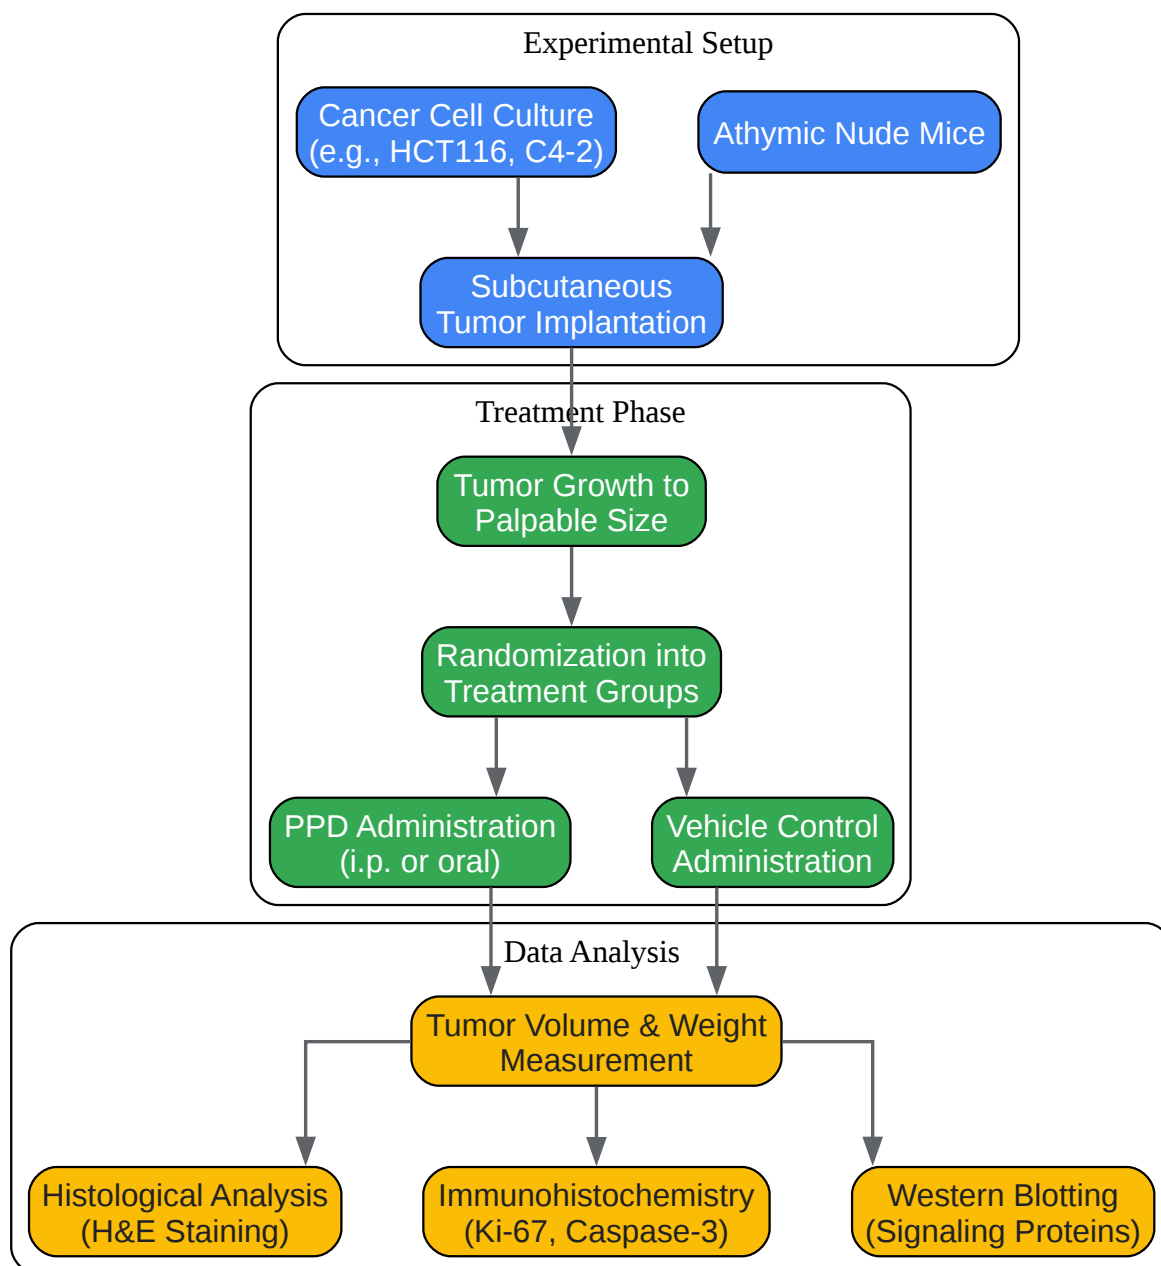 Experimental Setup
Cancer Cell Culture
(e.g., HCT116, C4-2)
Athymic Nude Mice
Subcutaneous
Tumor Implantation
Treatment Phase
Tumor Growth to
Palpable Size
Randomization into
Treatment Groups
PPD Administration
(i.p. or oral)
Vehicle Control
Administration
Data Analysis
Tumor Volume & Weight
Measurement
Histological Analysis
(H&E Staining)
Immunohistochemistry
(Ki-67, Caspase-3)
Western Blotting
(Signaling Proteins)